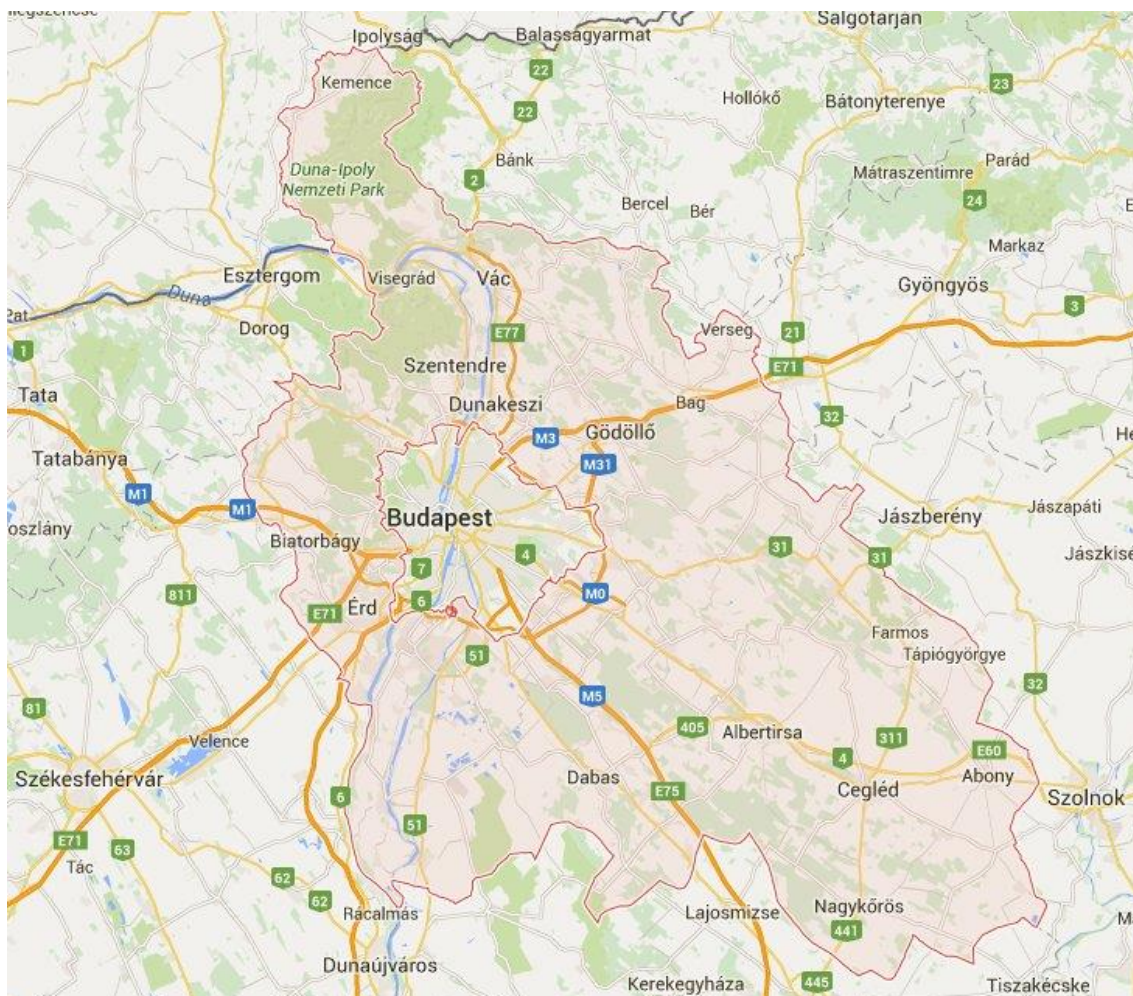 Ipolyság
Balassagyarmat
Salgótarján
Kemence
22
23
22
Hollókő
Bátonyterenye
Bánk
Parád
Duna-Ipoly
Nemzeti Park
2
Mátraszentimre
24
Bercel
Bér
Markaz
Esztergom
Visegrád
Vác
Gyöngyös
Duna
Pat
3
Dorog
E77
Verseg
21
1
Szentendre
E71
Tata
Dunakeszi
Bag
32
M3
Gödöllő
Tatabánya
M31
M1
M1
Budapest
Jászberény
Jászapáti
oszlány
Biatorbágy
4
31
31
Jászkisé
7
811
E71
Érd
6
M0
Farmos
51
Tápiógyörgye
M5
32
81
405
Albertirsa
311
Velence
4
E60
Székesfehérvár
Dabas
Abony
6
E75
Cegléd
Szolnok
51
E71
63
Tác
62
62
Rácalmás
Lajosmizse
Nagykőrös
441
Dunaújváros
Kerekegyháza
445
Tiszakécske